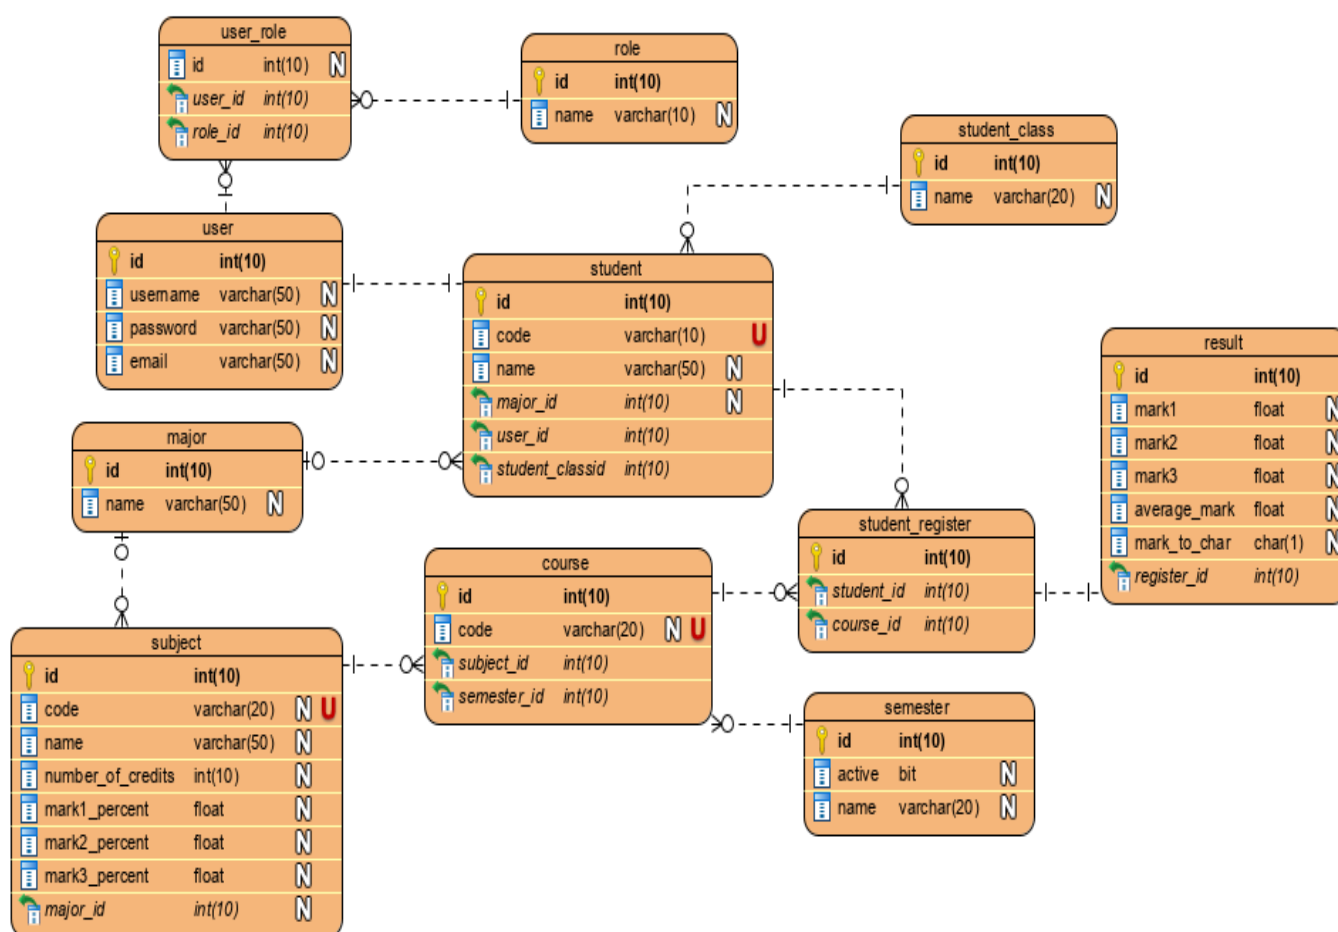 user_role
id int(10) N
user_id int(10)
role_id int(10)
role
id int(10)
name varchar(10) N
student_class
id int(10)
name varchar(20) N
user
id int(10)
username varchar(50) N
password varchar(50) N
email varchar(50) N
student
id int(10)
code varchar(10) U
name varchar(50) N
major_id int(10) N
user_id int(10)
student_classid int(10)
result
id int(10)
mark1 float N
mark2 float N
mark3 float N
average_mark float N
mark_to_char char(1) N
register_id int(10)
major
id int(10)
name varchar(50) N
student_register
id int(10)
student_id int(10)
course_id int(10)
course
id int(10)
code varchar(20) N U
subject_id int(10)
semester_id int(10)
subject
id int(10)
code varchar(20) N U
name varchar(50) N
number_of_credits int(10) N
mark1_percent float N
mark2_percent float N
mark3_percent float N
major_id int(10) N
semester
id int(10)
active bit N
name varchar(20) N